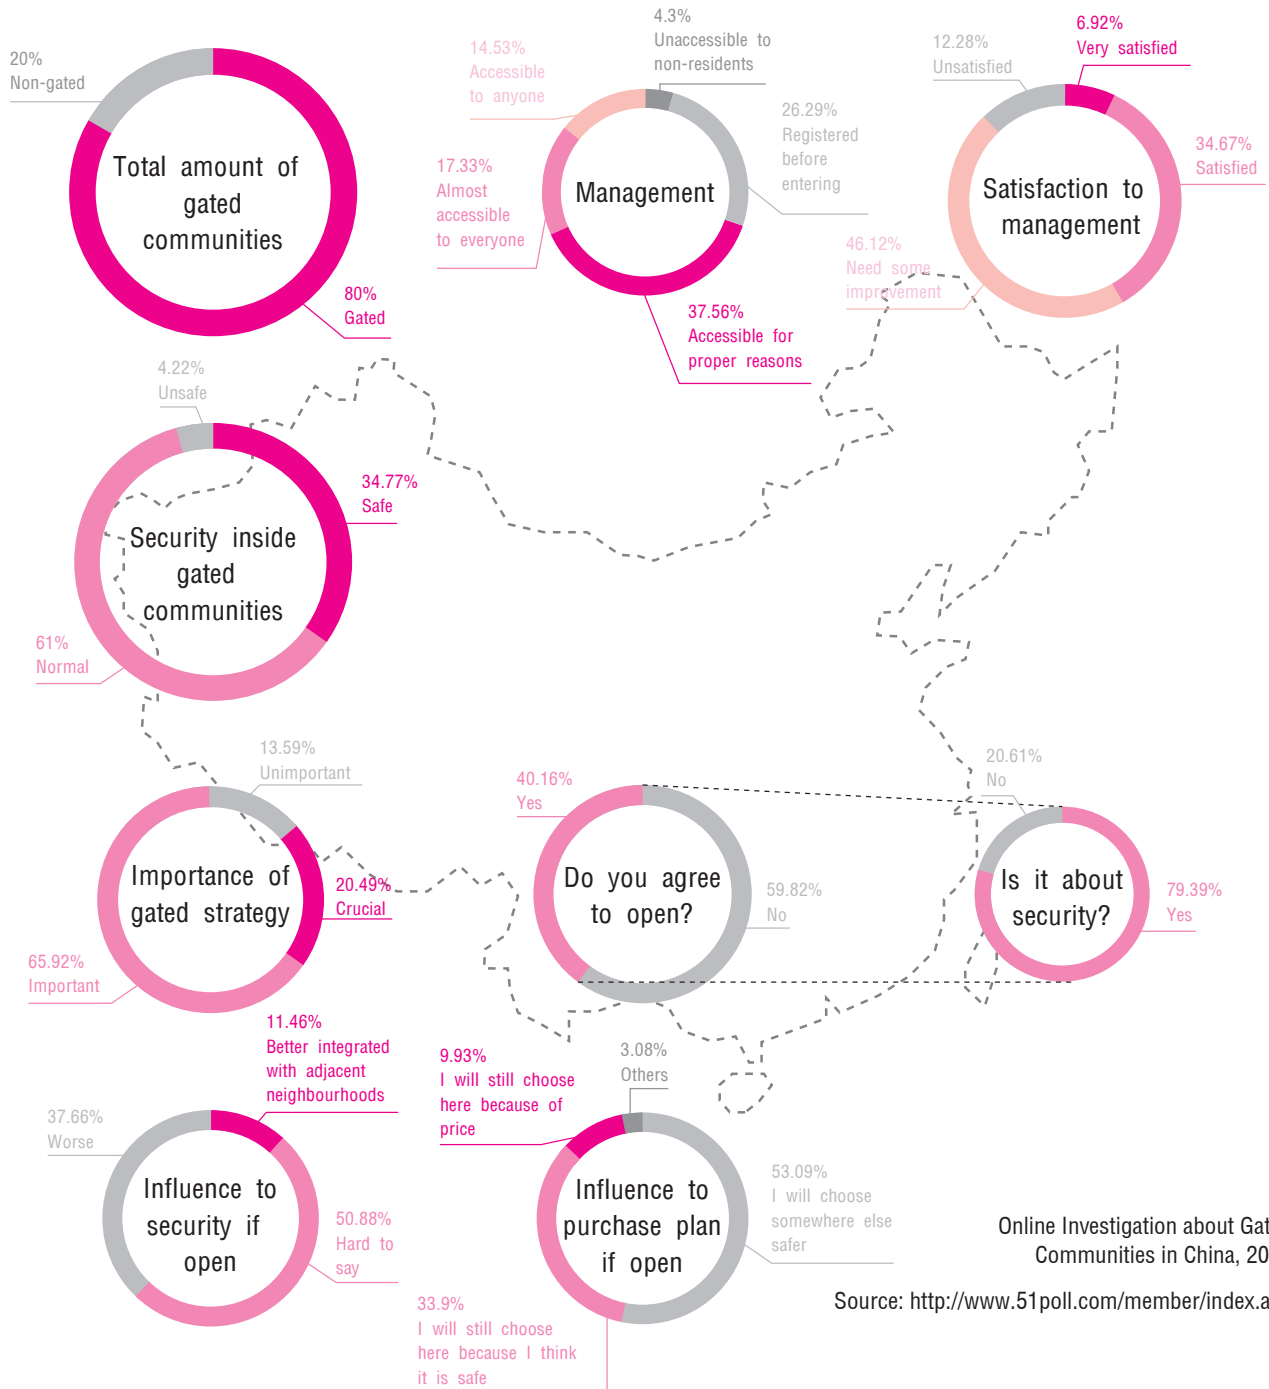 20%
Non-gated
Total amount of
gated
communities
80%
Gated
14.53%
Accessible
to anyone
4.3%
Unaccessible to
non-residents
26.29%
Registered
before
entering
17.33%
Almost
accessible
to everyone
Management
37.56%
Accessible for
proper reasons
12.28%
Unsatisfied
6.92%
Very satisfied
34.67%
Satisfied
Satisfaction to
management
46.12%
Need some
improvement
4.22%
Unsafe
34.77%
Safe
Security inside
gated
communities
61%
Normal
13.59%
Unimportant
Importance of
gated strategy
20.49%
Crucial
65.92%
Important
40.16%
Yes
Do you agree
to open?
59.82%
No
20.61%
No
Is it about
security?
79.39%
Yes
11.46%
Better integrated
with adjacent
neighbourhoods
37.66%
Worse
Influence to
security if
open
50.88%
Hard to
say
9.93%
I will still choose
here because of
price
3.08%
Others
Influence to
purchase plan
if open
53.09%
I will choose
somewhere else
safer
33.9%
I will still choose
here because I think
it is safe
Online Investigation about Gat
Communities in China, 20
Source: http://www.51poll.com/member/index.a